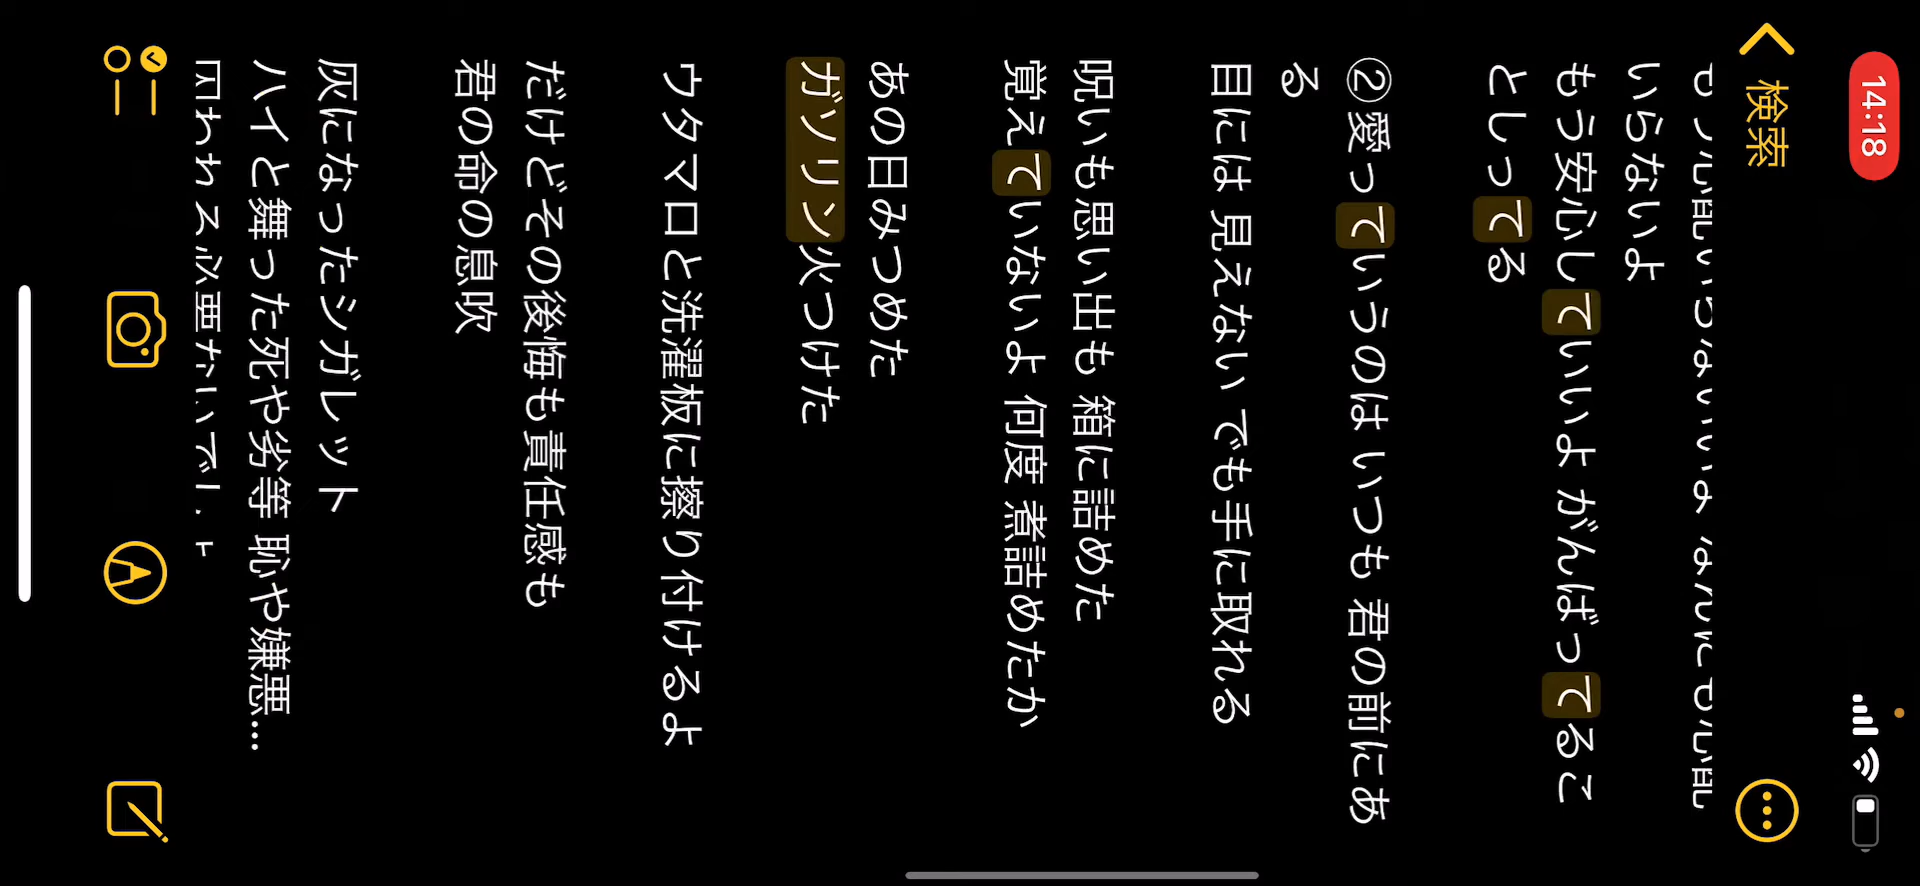 14:18
検索
いらないよ
もう安心していいよ がんばってるこ
としってる
②愛っていうのは いつも 君の前にあ
る
目には 見えない でも手に取れる
呪いも思い出も 箱に詰めた
覚えていないよ 何度 煮詰めたか
あの日みつめた
ガソリン火つけた
ウタマロと洗濯板に擦り付けるよ
だけどその後悔も責任感も
君の命の息吹
灰になったシガレット
ハイと舞った死や劣等 恥や嫌悪…